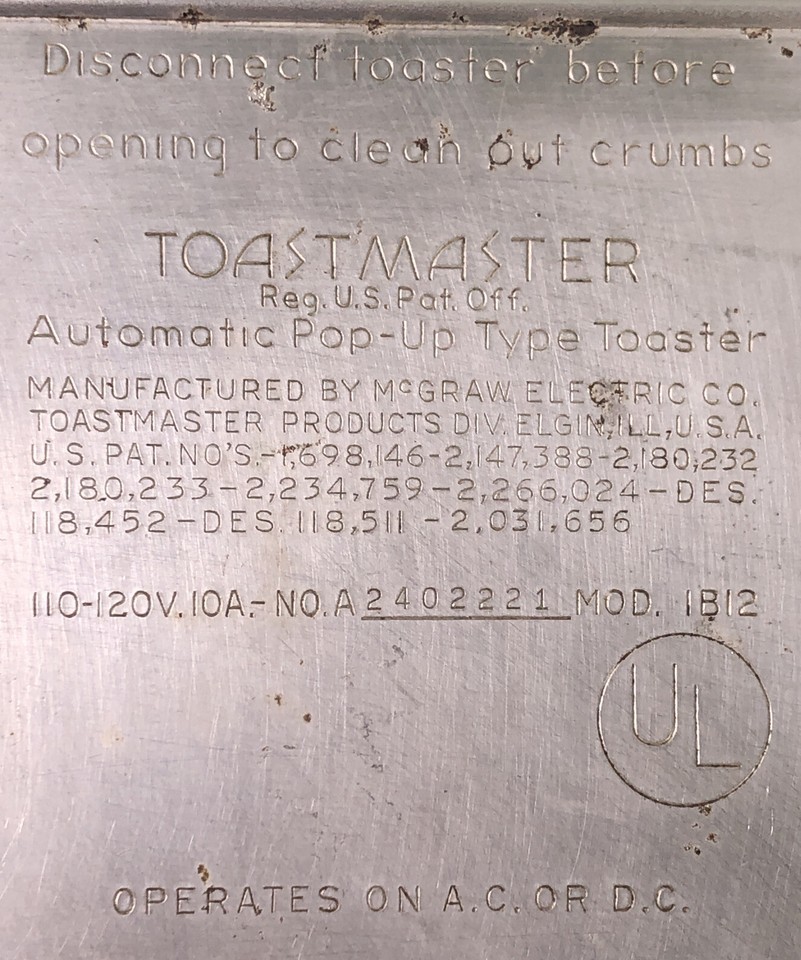 Disconnect toaster before
opening to clean out crumbs
TOASTMASTER
Reg. U.S. Pat. Off.
Automatic Pop-Up Type Toaster
MANUFACTURED BY McGRAW ELECTRIC CO.
TOASTMASTER PRODUCTS DIV. ELGIN, ILL., U.S.A.
U.S. PAT. NO'S.-1,698,146-2,147,388-2,180,232
2,180,233-2,234,759-2,266,024-DES.
118,452-DES. 118,511-2,031,656
110-120V. 10A.- NO. A 2402221 MOD. 1B12
UL
OPERATES ON A.C. OR D.C.